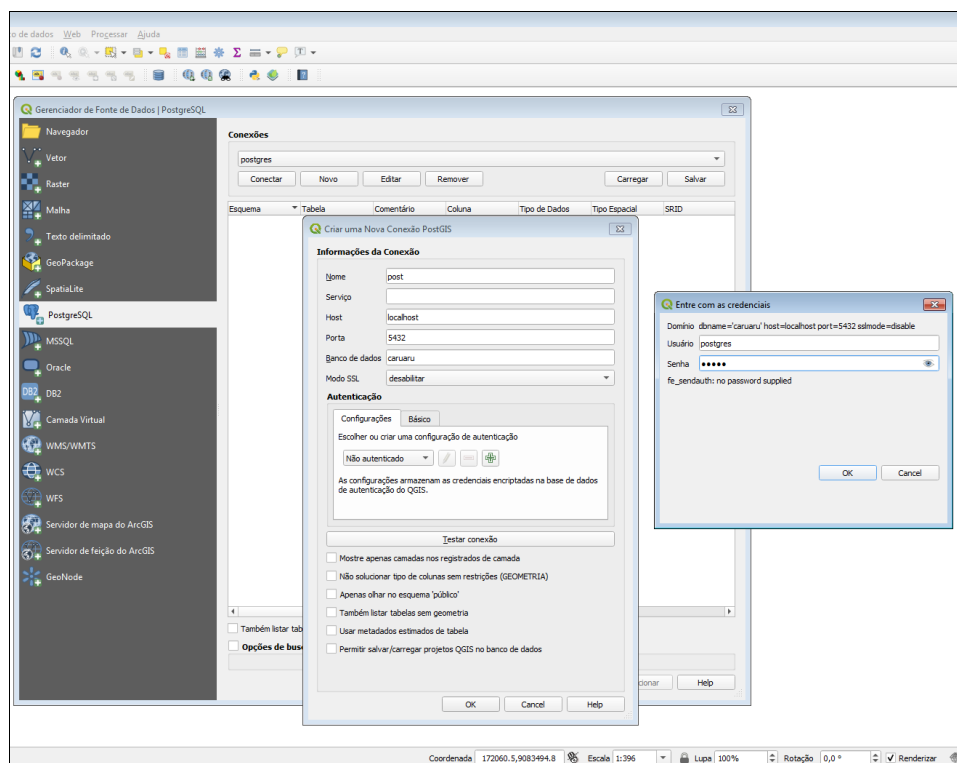 o de dados Web Processar Ajuda
Gerenciador de Fonte de Dados | PostgreSQL
Navegador
Vetor
Raster
Malha
Texto delimitado
GeoPackage
SpatiaLite
PostgreSQL
MSSQL
Oracle
DB2
DB2
Camada Virtual
WMS/WMTS
WCS
WFS
Servidor de mapa do ArcGIS
Servidor de feição do ArcGIS
GeoNode
Conexões
postgres
Conectar Novo Editar Remover Carregar Salvar
Esquema Tabela Comentário Coluna Tipo de Dados Tipo Espacial SRID
Também listar tab
Opções de bus
cionar Help
Criar uma Nova Conexão PostGIS
Informações da Conexão
Nome post
Serviço
Host localhost
Porta 5432
Banco de dados caruaru
Modo SSL desabilitar
Autenticação
Configurações Básico
Escolher ou criar uma configuração de autenticação
Não autenticado
As configurações armazenam as credenciais encriptadas na base de dados
de autenticação do QGIS.
Testar conexão
Mostre apenas camadas nos registrados de camada
Não solucionar tipo de colunas sem restrições (GEOMETRIA)
Apenas olhar no esquema 'público'
Também listar tabelas sem geometria
Usar metadados estimados de tabela
Permitir salvar/carregar projetos QGIS no banco de dados
OK Cancel Help
Entre com as credenciais
Domínio dbname='caruaru' host=localhost port=5432 sslmode=disable
Usuário postgres
Senha •••••
fe_sendauth: no password supplied
OK Cancel
Coordenada 172060.5,9083494.8 Escala 1:396 Lupa 100% Rotação 0,0 ° Renderizar